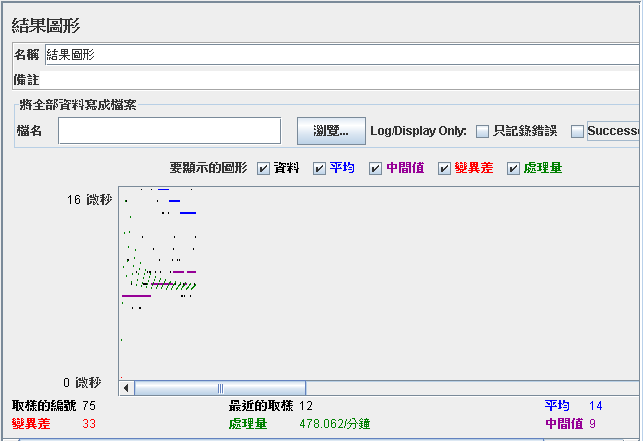 結果圖形
名稱 結果圖形
備註
將全部資料寫成檔案
檔名 瀏覽... Log/Display Only: 只記錄錯誤 Success
要顯示的圖形 資料 平均 中間值 變異差 處理量
16 微秒
0 微秒
取樣的編號 75 最近的取樣 12 平均 14
變異差 33 處理量 478.062/分鐘 中間值 9